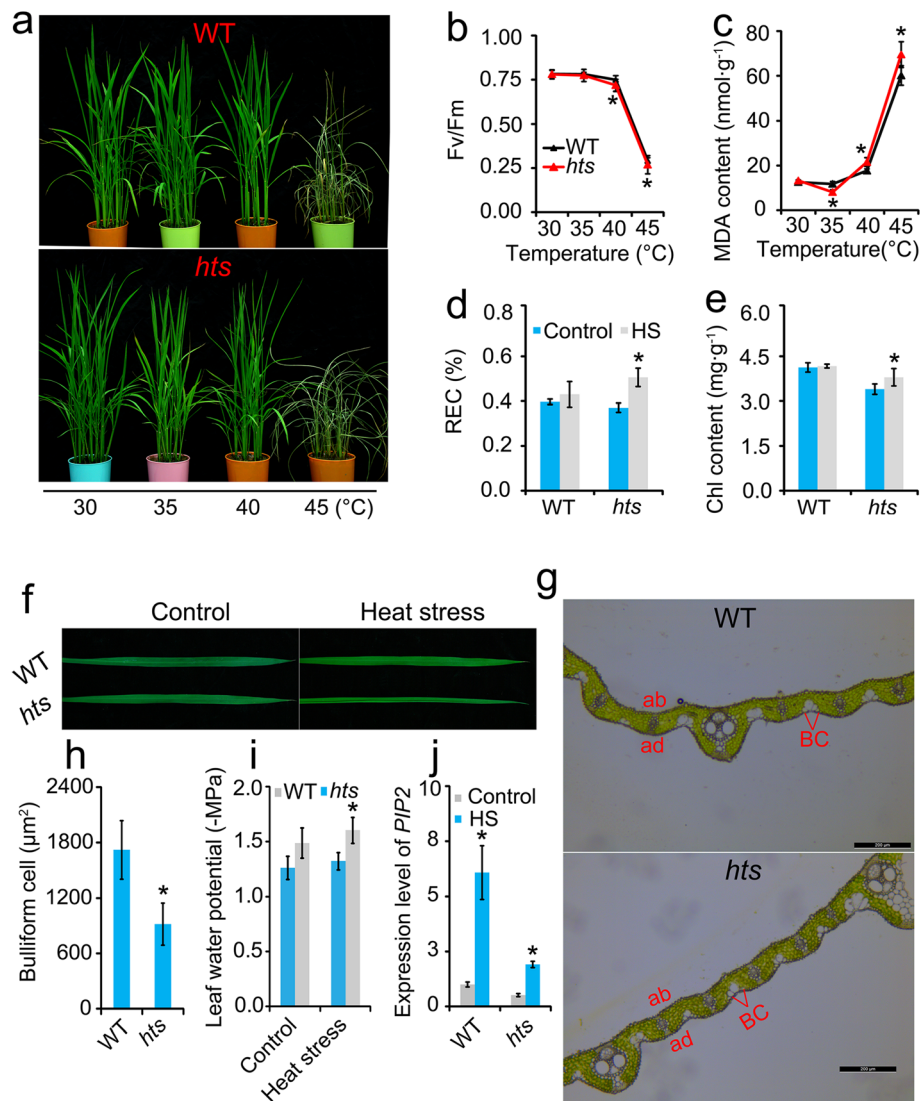 a
WT
hts
30 35 40 45 (°C)
b
1.00
0.75
0.50
0.25
0.00
Fv/Fm
WT
hts
*
*
30 35 40 45
Temperature (°C)
c
80
60
40
20
0
MDA content (nmol·g⁻¹)
*
*
*
30 35 40 45
Temperature(°C)
d
0.8
0.6
0.4
0.2
0.0
REC (%)
Control HS
*
WT hts
e
6.0
4.5
3.0
1.5
0.0
Chl content (mg·g⁻¹)
*
WT hts
f
Control Heat stress
WT
hts
g
WT
ab
ad
BC
200 µm
hts
ab
ad
BC
200 µm
h
2400
1800
1200
600
0
Bulliform cell (µm²)
*
WT hts
i
2.0
1.5
1.0
0.5
0.0
Leaf water potential (-MPa)
WT hts
*
Control Heat stress
j
10
8
6
3
2
0
Expression level of PIP2
Control
HS
*
*
WT hts